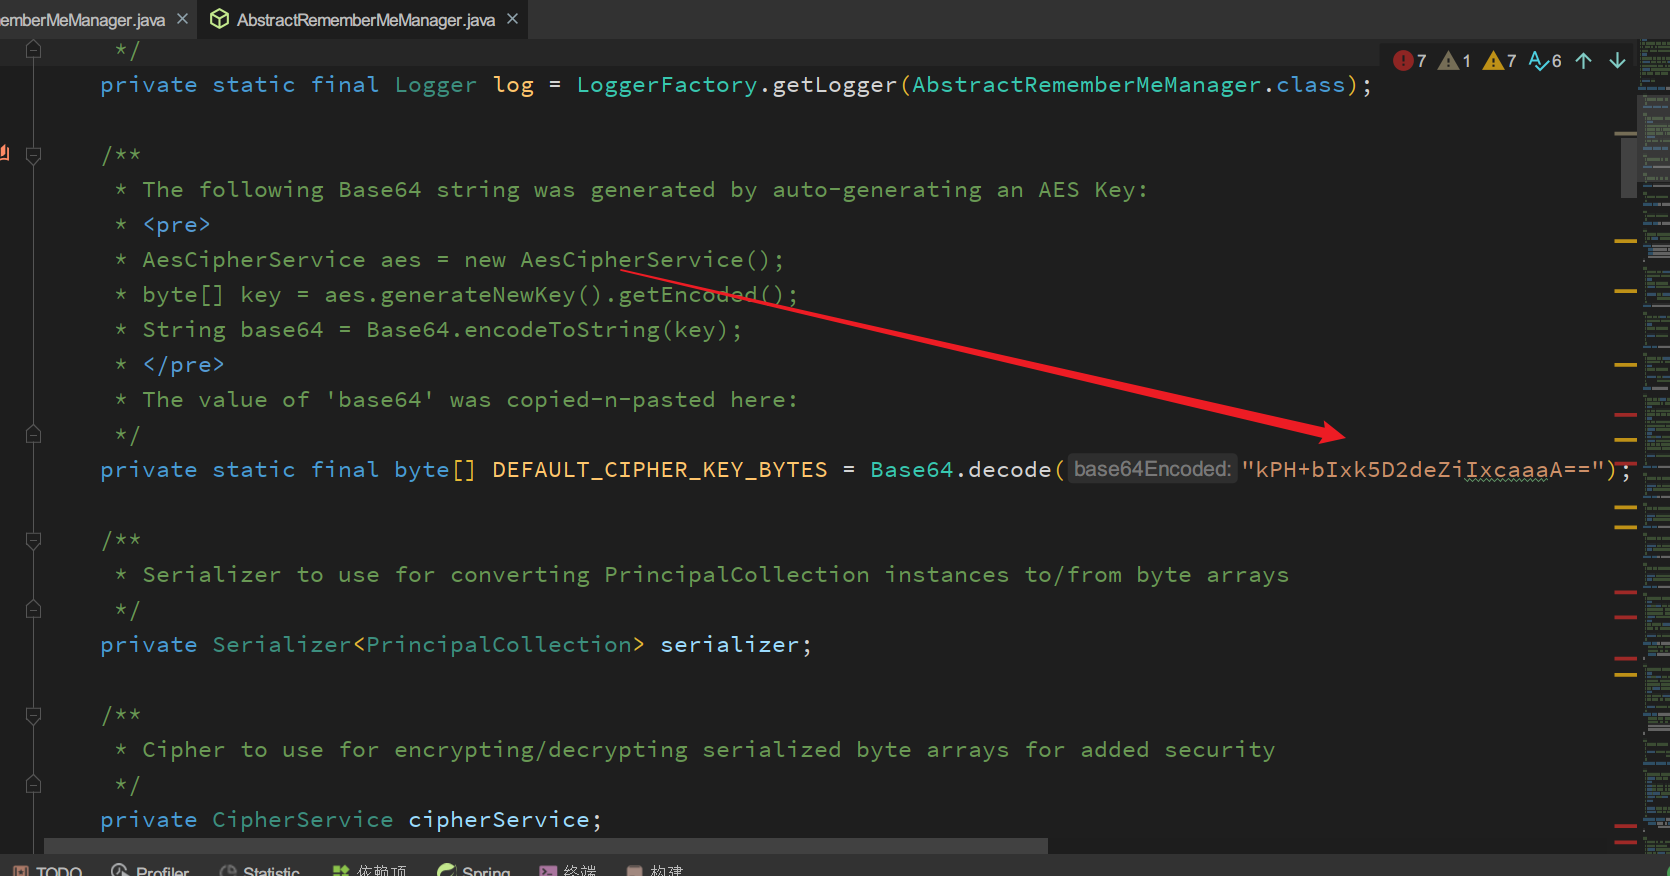 emberMeManager.java AbstractRememberMeManager.java
*/
7 1 7 6
private static final Logger log = LoggerFactory.getLogger(AbstractRememberMeManager.class);
/**
* The following Base64 string was generated by auto-generating an AES Key:
* <pre>
* AesCipherService aes = new AesCipherService();
* byte[] key = aes.generateNewKey().getEncoded();
* String base64 = Base64.encodeToString(key);
* </pre>
* The value of 'base64' was copied-n-pasted here:
*/
private static final byte[] DEFAULT_CIPHER_KEY_BYTES = Base64.decode( base64Encoded: "kPH+bIxk5D2deZiIxcaaaA==");
/**
* Serializer to use for converting PrincipalCollection instances to/from byte arrays
*/
private Serializer<PrincipalCollection> serializer;
/**
* Cipher to use for encrypting/decrypting serialized byte arrays for added security
*/
private CipherService cipherService;
TODO Profiler Statistic 依赖项 Spring 终端 构建